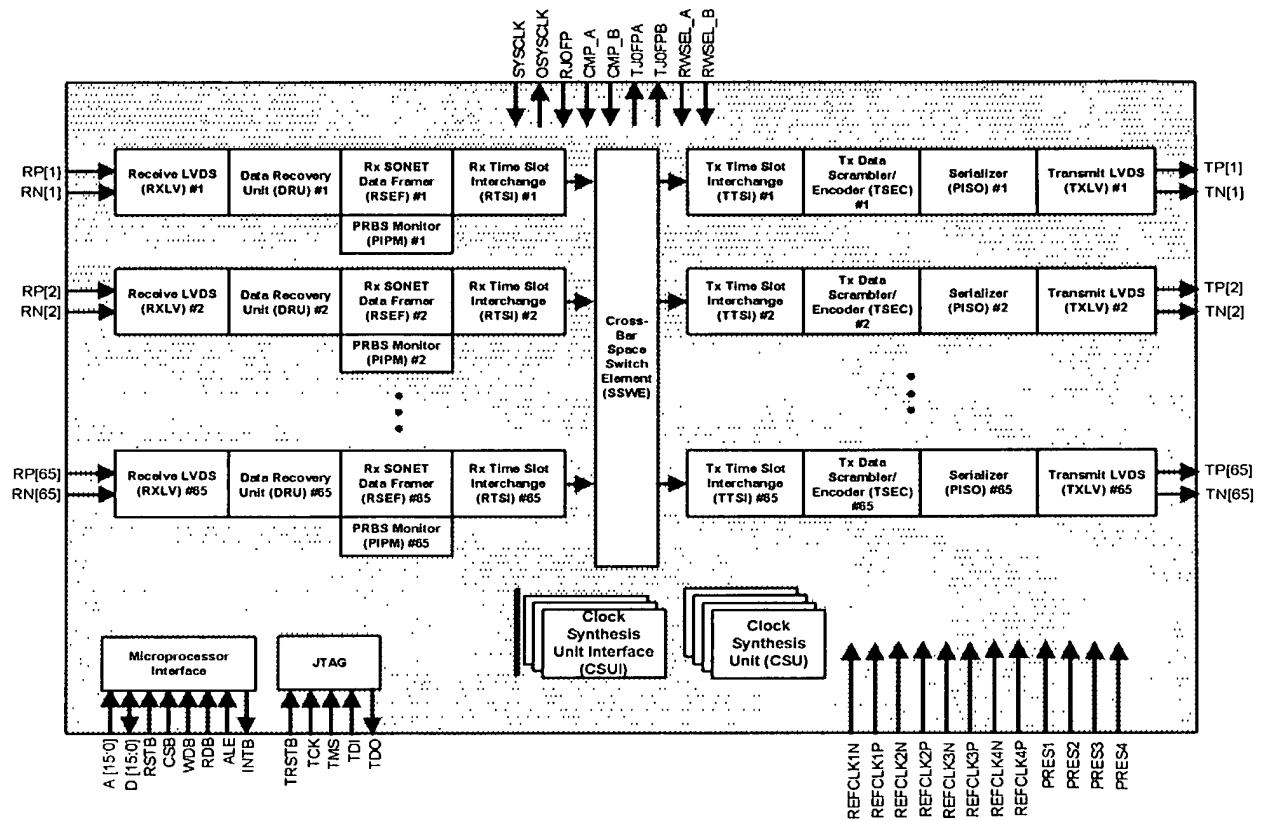 SYSCLK
OSYSCLK
RJ0FP
CMP_A
CMP_B
TJ0FPA
TJ0FPB
RWSEL_A
RWSEL_B
RP[1]
RN[1]
Receive LVDS
(RXLV) #1
Data Recovery
Unit (DRU) #1
Rx SONET
Data Framer
(RSEF) #1
Rx Time Slot
Interchange
(RTSI) #1
PRBS Monitor
(PIPM) #1
Tx Time Slot
Interchange
(TTSI) #1
Tx Data
Scrambler/
Encoder (TSEC)
#1
Serializer
(PISO) #1
Transmit LVDS
(TXLV) #1
TP[1]
TN[1]
RP[2]
RN[2]
Receive LVDS
(RXLV) #2
Data Recovery
Unit (DRU) #2
Rx SONET
Data Framer
(RSEF) #2
Rx Time Slot
Interchange
(RTSI) #2
PRBS Monitor
(PIPM) #2
Cross-
Bar
Space
Switch
Element
(SSWE)
Tx Time Slot
Interchange
(TTSI) #2
Tx Data
Scrambler/
Encoder (TSEC)
#2
Serializer
(PISO) #2
Transmit LVDS
(TXLV) #2
TP[2]
TN[2]
RP[65]
RN[65]
Receive LVDS
(RXLV) #65
Data Recovery
Unit (DRU) #65
Rx SONET
Data Framer
(RSEF) #65
Rx Time Slot
Interchange
(RTSI) #65
PRBS Monitor
(PIPM) #65
Tx Time Slot
Interchange
(TTSI) #65
Tx Data
Scrambler/
Encoder (TSEC)
#65
Serializer
(PISO) #65
Transmit LVDS
(TXLV) #65
TP[65]
TN[65]
Microprocessor
Interface
JTAG
Clock
Synthesis
Unit Interface
(CSUI)
Clock
Synthesis
Unit (CSU)
A [15:0]
D [15:0]
RSTB
CSB
WDB
RDB
ALE
INTB
TRSTB
TCK
TMS
TDI
TDO
REFCLK1N
REFCLK1P
REFCLK2N
REFCLK2P
REFCLK3N
REFCLK3P
REFCLK4N
REFCLK4P
PRES1
PRES2
PRES3
PRES4